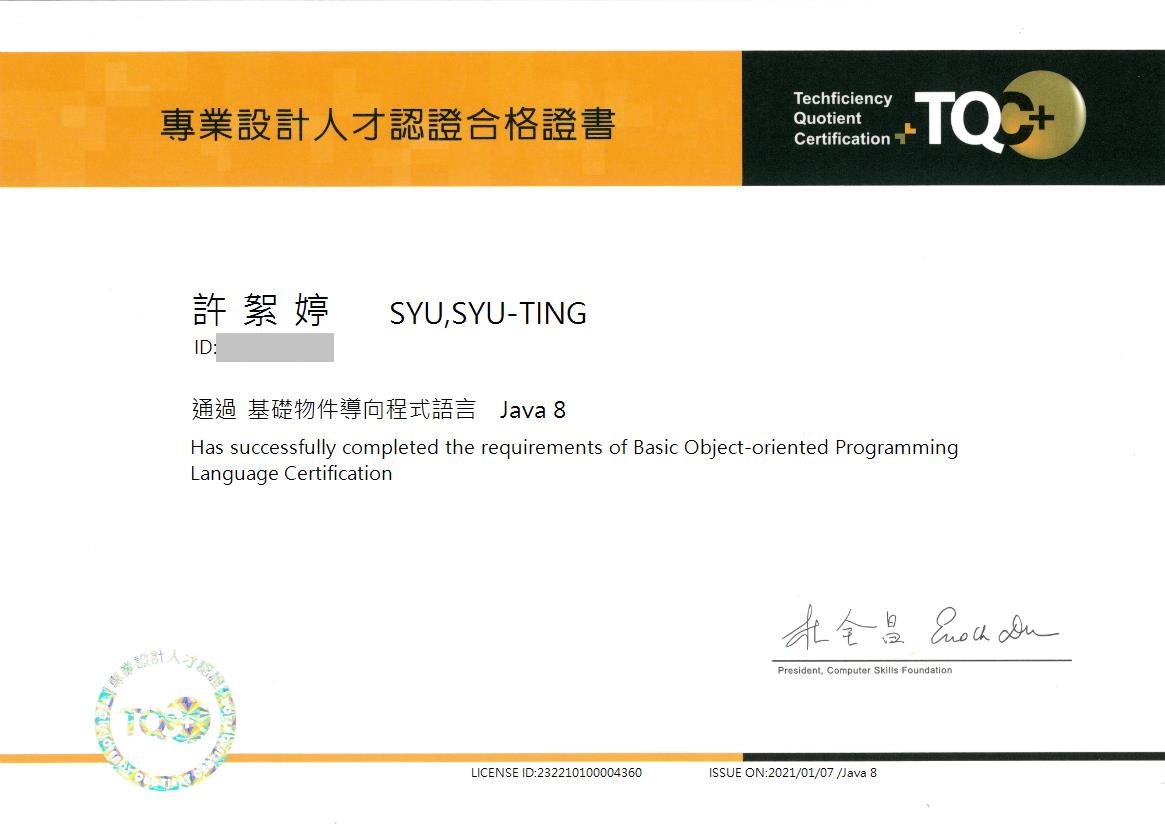 專業設計人才認證合格證書
Techficiency
Quotient
Certification
TQC+
許絮婷 SYU,SYU-TING
ID:
通過 基礎物件導向程式語言 Java 8
Has successfully completed the requirements of Basic Object-oriented Programming
Language Certification
杜全昌 Enoch Du
President, Computer Skills Foundation
專業設計人才認證
TQC+
LICENSE ID:232210100004360 ISSUE ON:2021/01/07 /Java 8